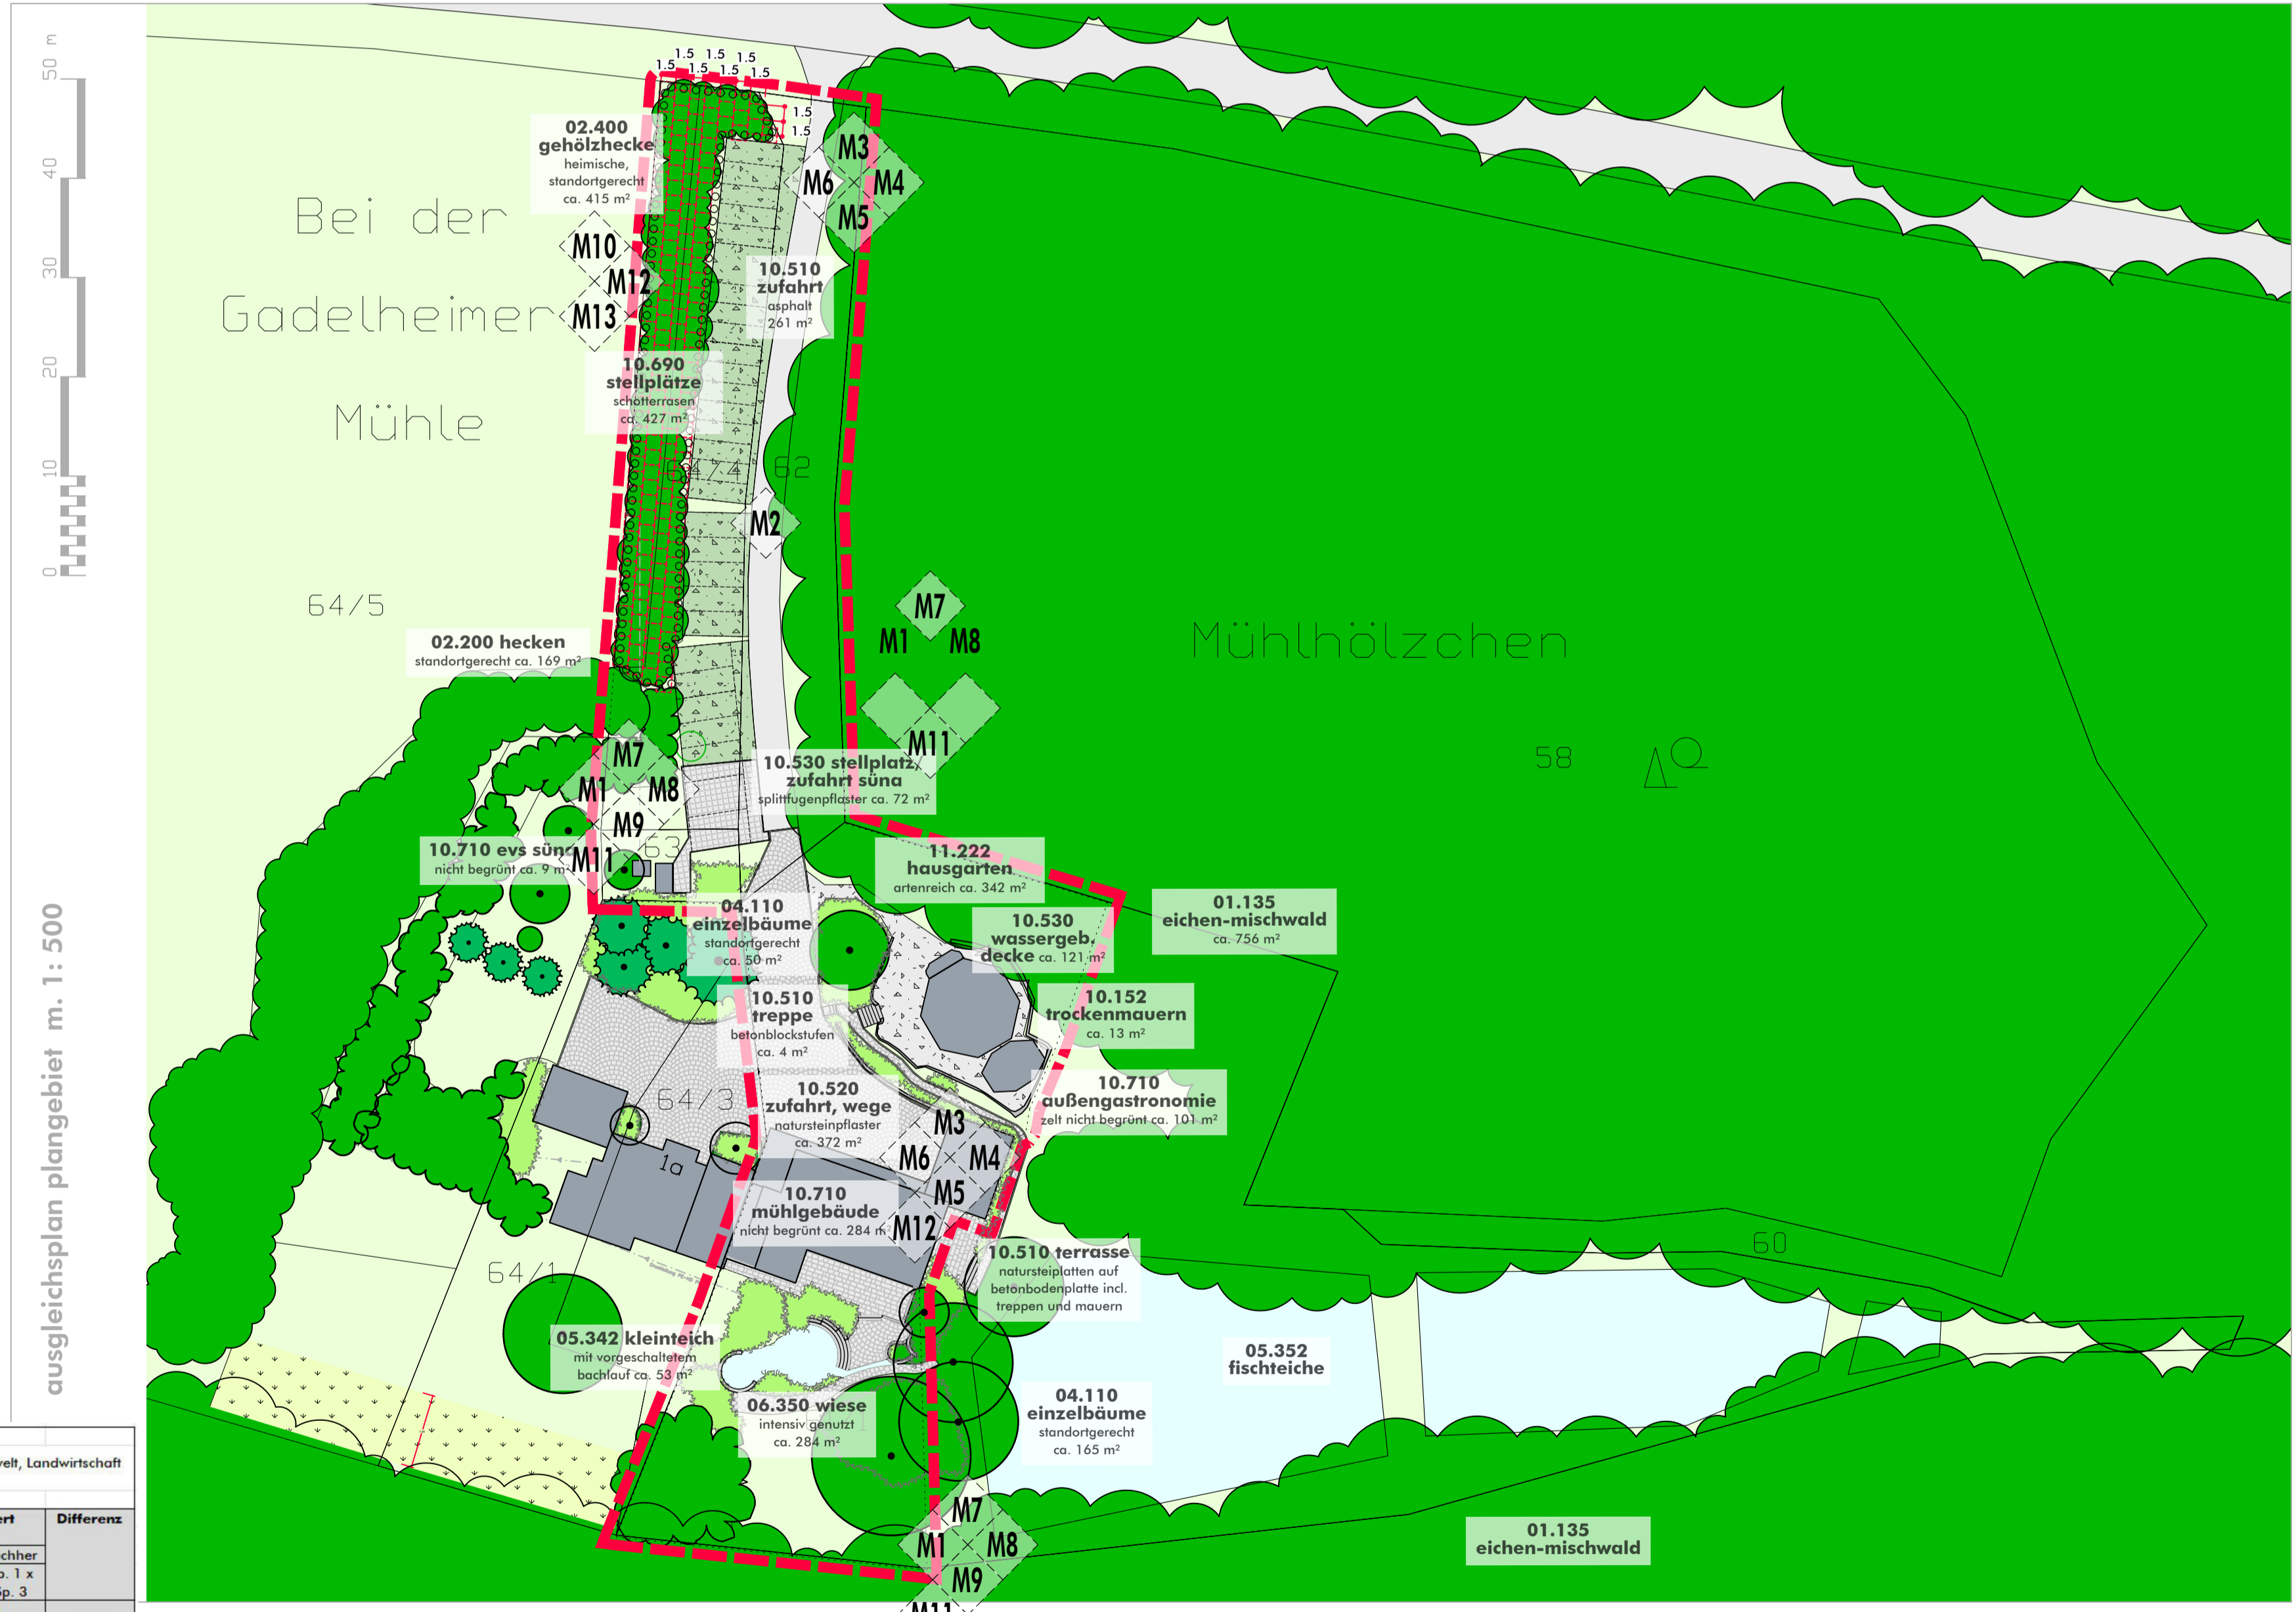 1.5 1.5 1.5
1.5 1.5 1.5 1.5
1.5
1.5
50 m
40
30
20
10
0
ausgleichsplan plangebiet m. 1: 500
Bei der
Gadelheimer
Mühle
02.400
gehölzhecke
heimische,
standortgerecht
ca. 415 m²
M3
M6
M4
M5
M10
M12
M13
10.510
zufahrt
asphalt
261 m²
10.690
stellplätze
schotterrasen
ca. 427 m²
64/4
62
M2
64/5
M7
M1
M8
M11
Mühlhölzchen
58
02.200 hecken
standortgerecht ca. 169 m²
M7
M1
M8
M9
M11
63
10.530 stellplatz,
zufahrt süna
splittfugenpflaster ca. 72 m²
10.710 evs süna
nicht begrünt ca. 9 m²
11.222
hausgarten
artenreich ca. 342 m²
04.110
einzelbäume
standortgerecht
ca. 50 m²
10.530
wassergeb.
decke ca. 121 m²
01.135
eichen-mischwald
ca. 756 m²
10.510
treppe
betonblockstufen
ca. 4 m²
10.152
trockenmauern
ca. 13 m²
64/3
10.520
zufahrt, wege
natursteinpflaster
ca. 372 m²
10.710
außengastronomie
zelt nicht begrünt ca. 101 m²
M3
M6
M4
M5
M12
1a
10.710
mühlgebäude
nicht begrünt ca. 284 m²
64/1
10.510 terrasse
natursteiplatten auf
betonbodenplatte incl.
treppen und mauern
60
05.342 kleinteich
mit vorgeschaltetem
bachlauf ca. 53 m²
05.352
fischteiche
06.350 wiese
intensiv genutzt
ca. 284 m²
04.110
einzelbäume
standortgerecht
ca. 165 m²
M7
M1
M8
M9
M11
01.135
eichen-mischwald
velt, Landwirtschaft
ert
Differenz
chher
p. 1 x
Sp. 3